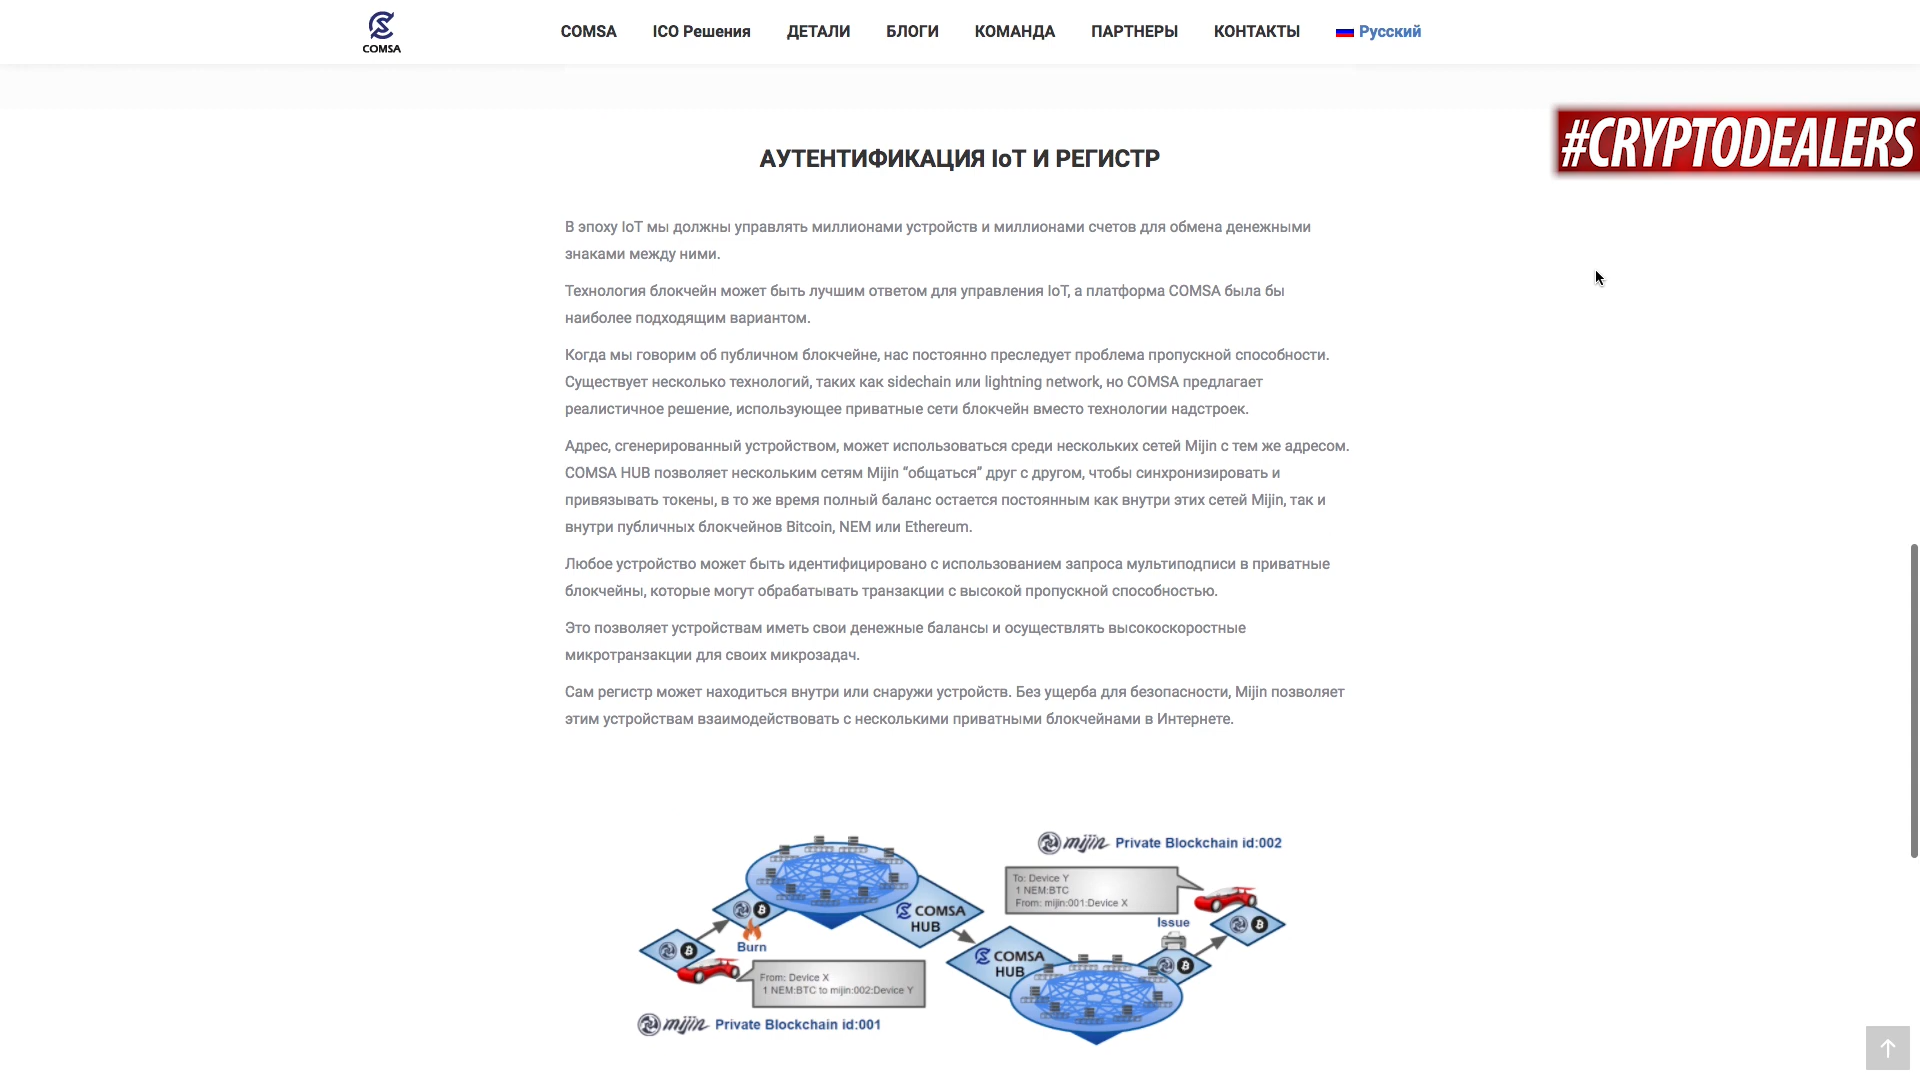 COMSA
COMSA ICO Решения ДЕТАЛИ БЛОГИ КОМАНДА ПАРТНЕРЫ КОНТАКТЫ Русский
#CRYPTODEALERS
АУТЕНТИФИКАЦИЯ IoT И РЕГИСТР
В эпоху IoT мы должны управлять миллионами устройств и миллионами счетов для обмена денежными
знаками между ними.
Технология блокчейн может быть лучшим ответом для управления IoT, а платформа COMSA была бы
наиболее подходящим вариантом.
Когда мы говорим об публичном блокчейне, нас постоянно преследует проблема пропускной способности.
Существует несколько технологий, таких как sidechain или lightning network, но COMSA предлагает
реалистичное решение, использующее приватные сети блокчейн вместо технологии надстроек.
Адрес, сгенерированный устройством, может использоваться среди нескольких сетей Mijin с тем же адресом.
COMSA HUB позволяет нескольким сетям Mijin “общаться” друг с другом, чтобы синхронизировать и
привязывать токены, в то же время полный баланс остается постоянным как внутри этих сетей Mijin, так и
внутри публичных блокчейнов Bitcoin, NEM или Ethereum.
Любое устройство может быть идентифицировано с использованием запроса мультиподписи в приватные
блокчейны, которые могут обрабатывать транзакции с высокой пропускной способностью.
Это позволяет устройствам иметь свои денежные балансы и осуществлять высокоскоростные
микротранзакции для своих микрозадач.
Сам регистр может находиться внутри или снаружи устройств. Без ущерба для безопасности, Mijin позволяет
этим устройствам взаимодействовать с несколькими приватными блокчейнами в Интернете.
mijin Private Blockchain id:002
To: Device Y
1 NEM:BTC
From: mijin:001:Device X
COMSA
HUB
Issue
Burn
COMSA
HUB
From: Device X
1 NEM:BTC to mijin:002:Device Y
mijin Private Blockchain id:001